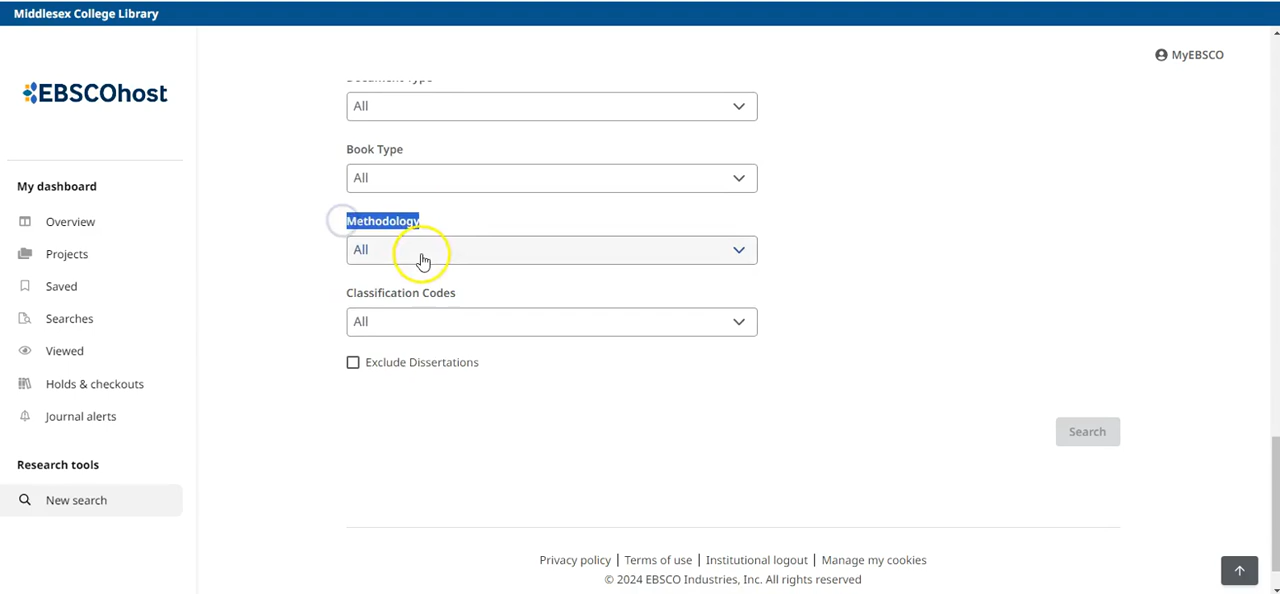 Middlesex College Library
MyEBSCO
EBSCOhost
My dashboard
Overview
Projects
Saved
Searches
Viewed
Holds & checkouts
Journal alerts
Research tools
New search
Document Type
All
Book Type
All
Methodology
All
Classification Codes
All
Exclude Dissertations
Search
Privacy policy | Terms of use | Institutional logout | Manage my cookies
© 2024 EBSCO Industries, Inc. All rights reserved